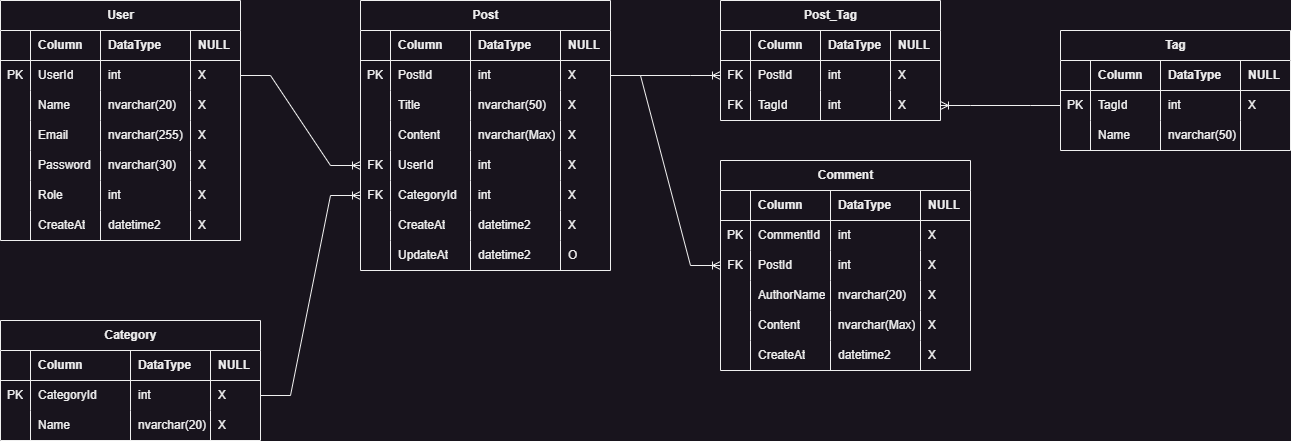 User
Column DataType NULL
PK UserId int X
Name nvarchar(20) X
Email nvarchar(255) X
Password nvarchar(30) X
Role int X
CreateAt datetime2 X
Post
Column DataType NULL
PK PostId int X
Title nvarchar(50) X
Content nvarchar(Max) X
FK UserId int X
FK CategoryId int X
CreateAt datetime2 X
UpdateAt datetime2 O
Post_Tag
Column DataType NULL
FK PostId int X
FK TagId int X
Tag
Column DataType NULL
PK TagId int X
Name nvarchar(50)
Comment
Column DataType NULL
PK CommentId int X
FK PostId int X
AuthorName nvarchar(20) X
Content nvarchar(Max) X
CreateAt datetime2 X
Category
Column DataType NULL
PK CategoryId int X
Name nvarchar(20) X